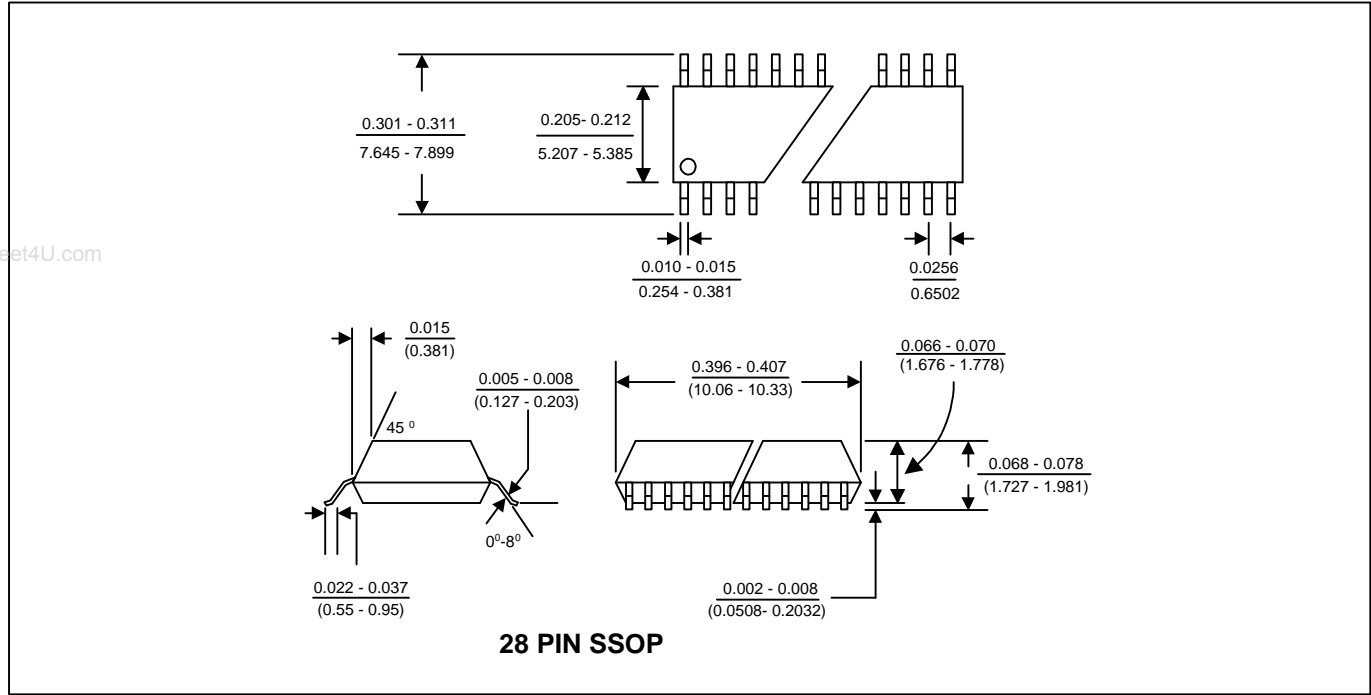 0.301 - 0.311
7.645 - 7.899
0.205- 0.212
5.207 - 5.385
eet4U.com
0.010 - 0.015
0.254 - 0.381
0.0256
0.6502
0.015
(0.381)
0.005 - 0.008
(0.127 - 0.203)
45 ⁰
0⁰-8⁰
0.022 - 0.037
(0.55 - 0.95)
0.396 - 0.407
(10.06 - 10.33)
0.066 - 0.070
(1.676 - 1.778)
0.068 - 0.078
(1.727 - 1.981)
0.002 - 0.008
(0.0508- 0.2032)
28 PIN SSOP